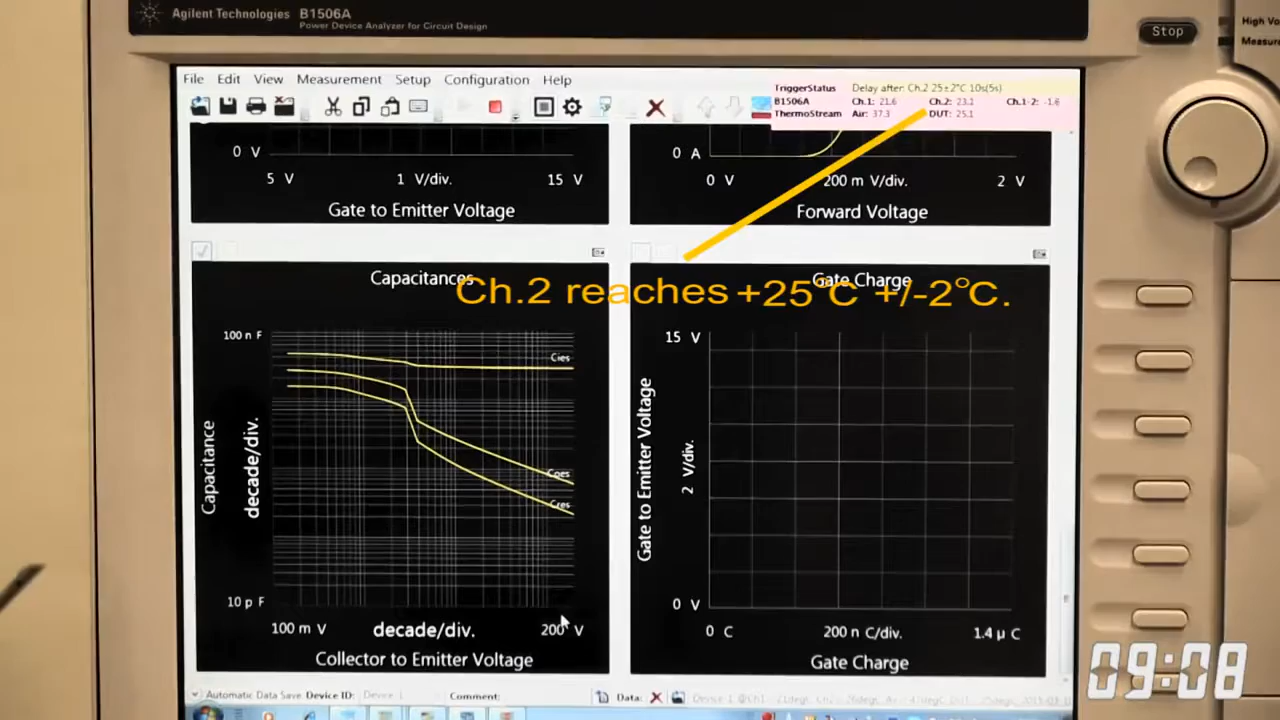 Agilent Technologies B1506A
Power Device Analyzer for Circuit Design
Stop
High Vo
Measure
File Edit View Measurement Setup Configuration Help
TriggerStatus Delay after: Ch.2 25±2°C 10s(5s)
B1506A Ch.1: 21.6 Ch.2: 23.1 Ch.1-2: -1.6
ThermoStream Air: 37.3 DUT: 25.1
0 V
5 V 1 V/div. 15 V
Gate to Emitter Voltage
0 A
0 V 200 m V/div. 2 V
Forward Voltage
Ch.2 reaches +25℃ +/-2℃.
Capacitances
100 n F
Capacitance
decade/div.
Cies
Coes
Cres
10 p F
100 m V decade/div. 200 V
Collector to Emitter Voltage
Gate Charge
15 V
Gate to Emitter Voltage
2 V/div.
0 V
0 C 200 n C/div. 1.4 µ C
Gate Charge
Automatic Data Save Device ID: Device 1 Comment: Data:
09:08